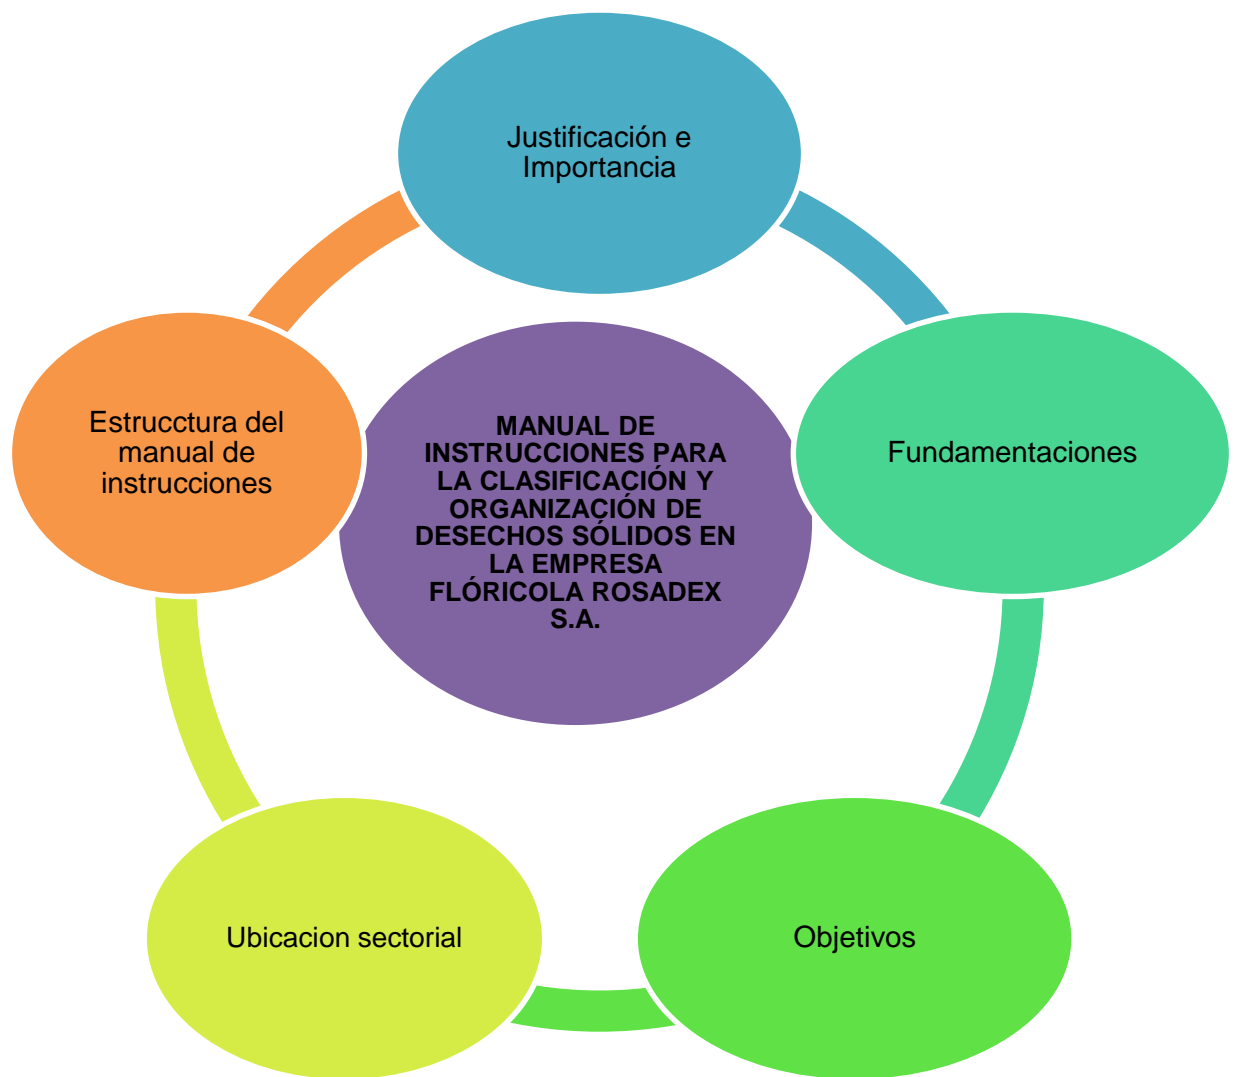 Justificación e
Importancia
Fundamentaciones
Objetivos
Ubicacion sectorial
Estrucctura del
manual de
instrucciones
MANUAL DE
INSTRUCCIONES PARA
LA CLASIFICACIÓN Y
ORGANIZACIÓN DE
DESECHOS SÓLIDOS EN
LA EMPRESA
FLÓRICOLA ROSADEX
S.A.